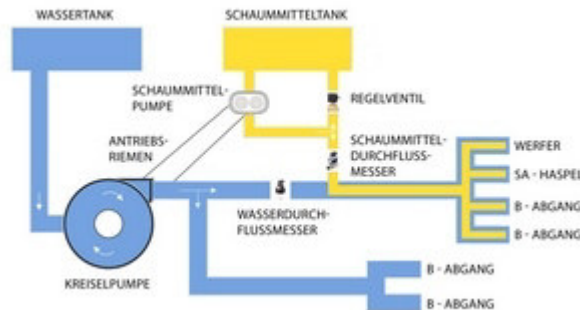 WASSERTANK
SCHAUMMITTELTANK
SCHAUMMITTEL-
PUMPE
REGELVENTIL
ANTRIEBS-
RIEMEN
SCHAUMMITTEL-
DURCHFLUSS-
MESSER
WERFER
SA - HASPEL
B - ABGANG
B - ABGANG
WASSERDURCH-
FLUSSMESSER
KREISELPUMPE
B - ABGANG
B - ABGANG